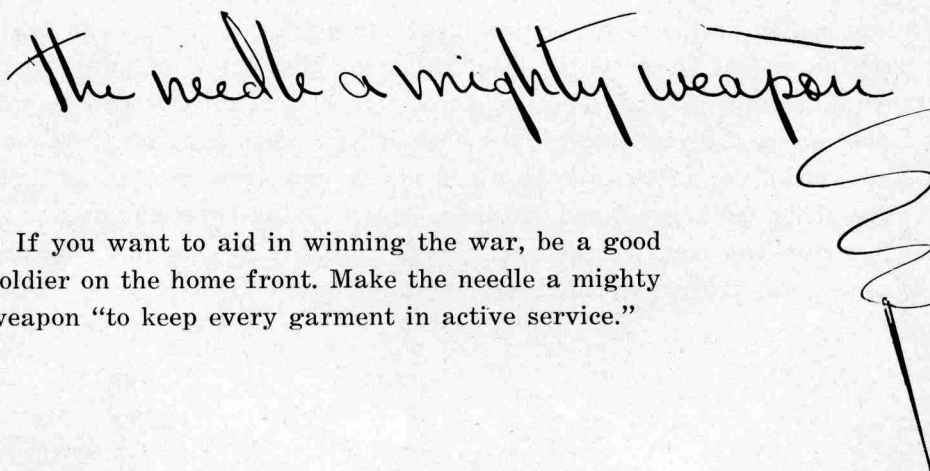 the needle a mighty weapon
If you want to aid in winning the war, be a good
oldier on the home front. Make the needle a mighty
weapon “to keep every garment in active service.”